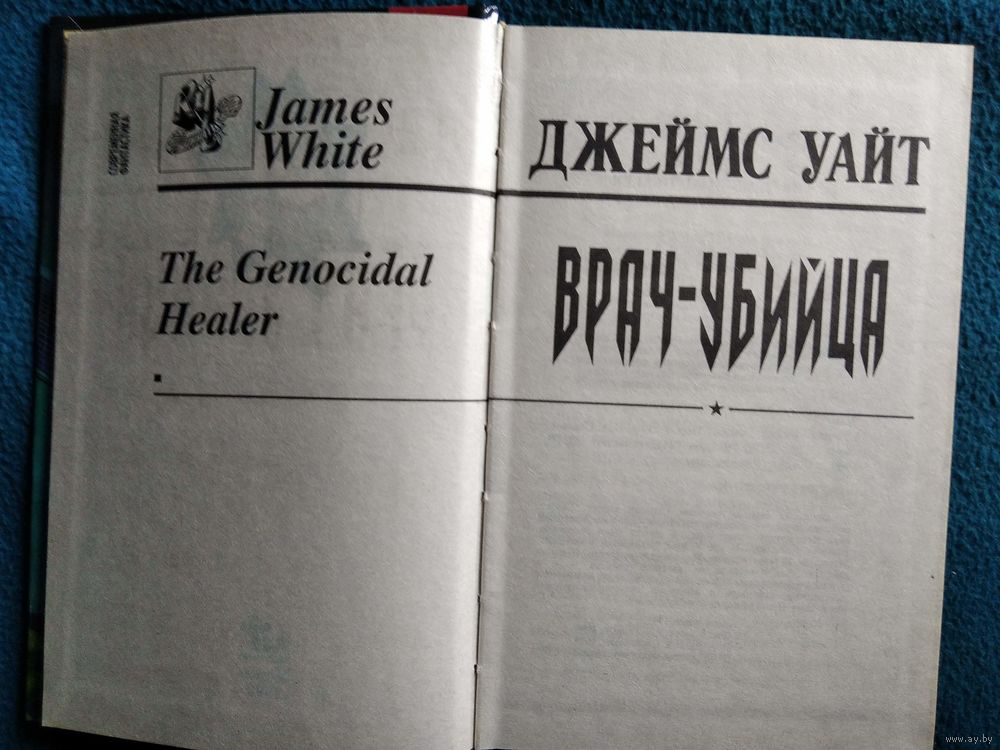 James
White
The Genocidal
Healer
ДЖЕЙМС УАЙТ
ВРАЧ-УБИЙЦА
www.ay.by